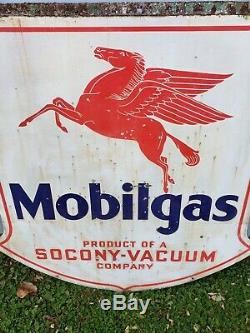 Mobilgas
PRODUCT OF A
SOCONY-VACUUM
COMPANY